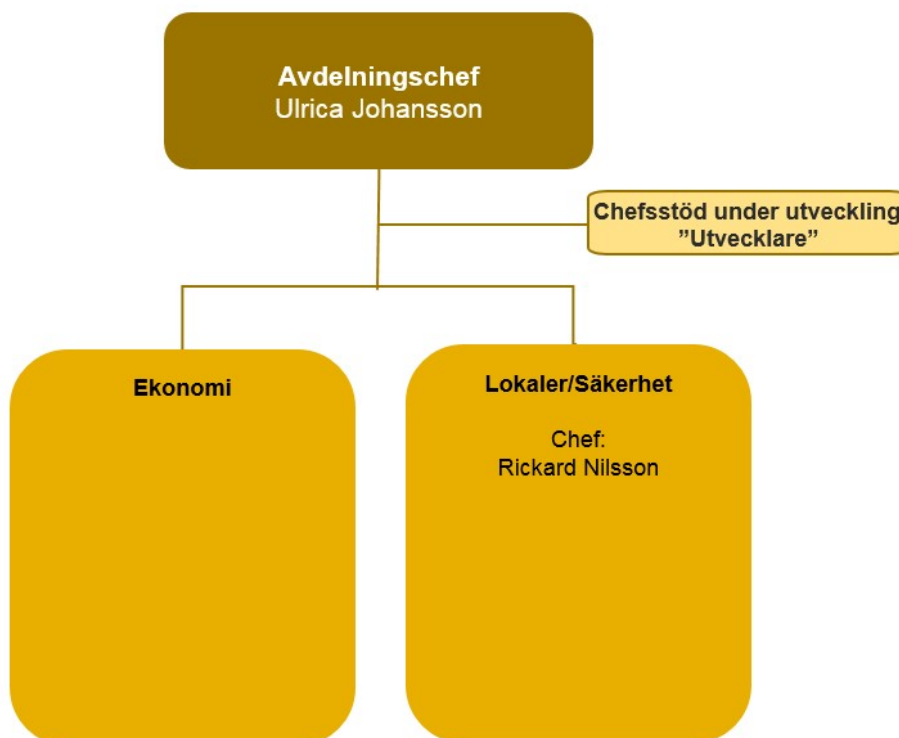 Avdelningschef
Ulrica Johansson
Chefsstöd under utveckling
”Utvecklare”
Ekonomi
Lokaler/Säkerhet
Chef:
Rickard Nilsson